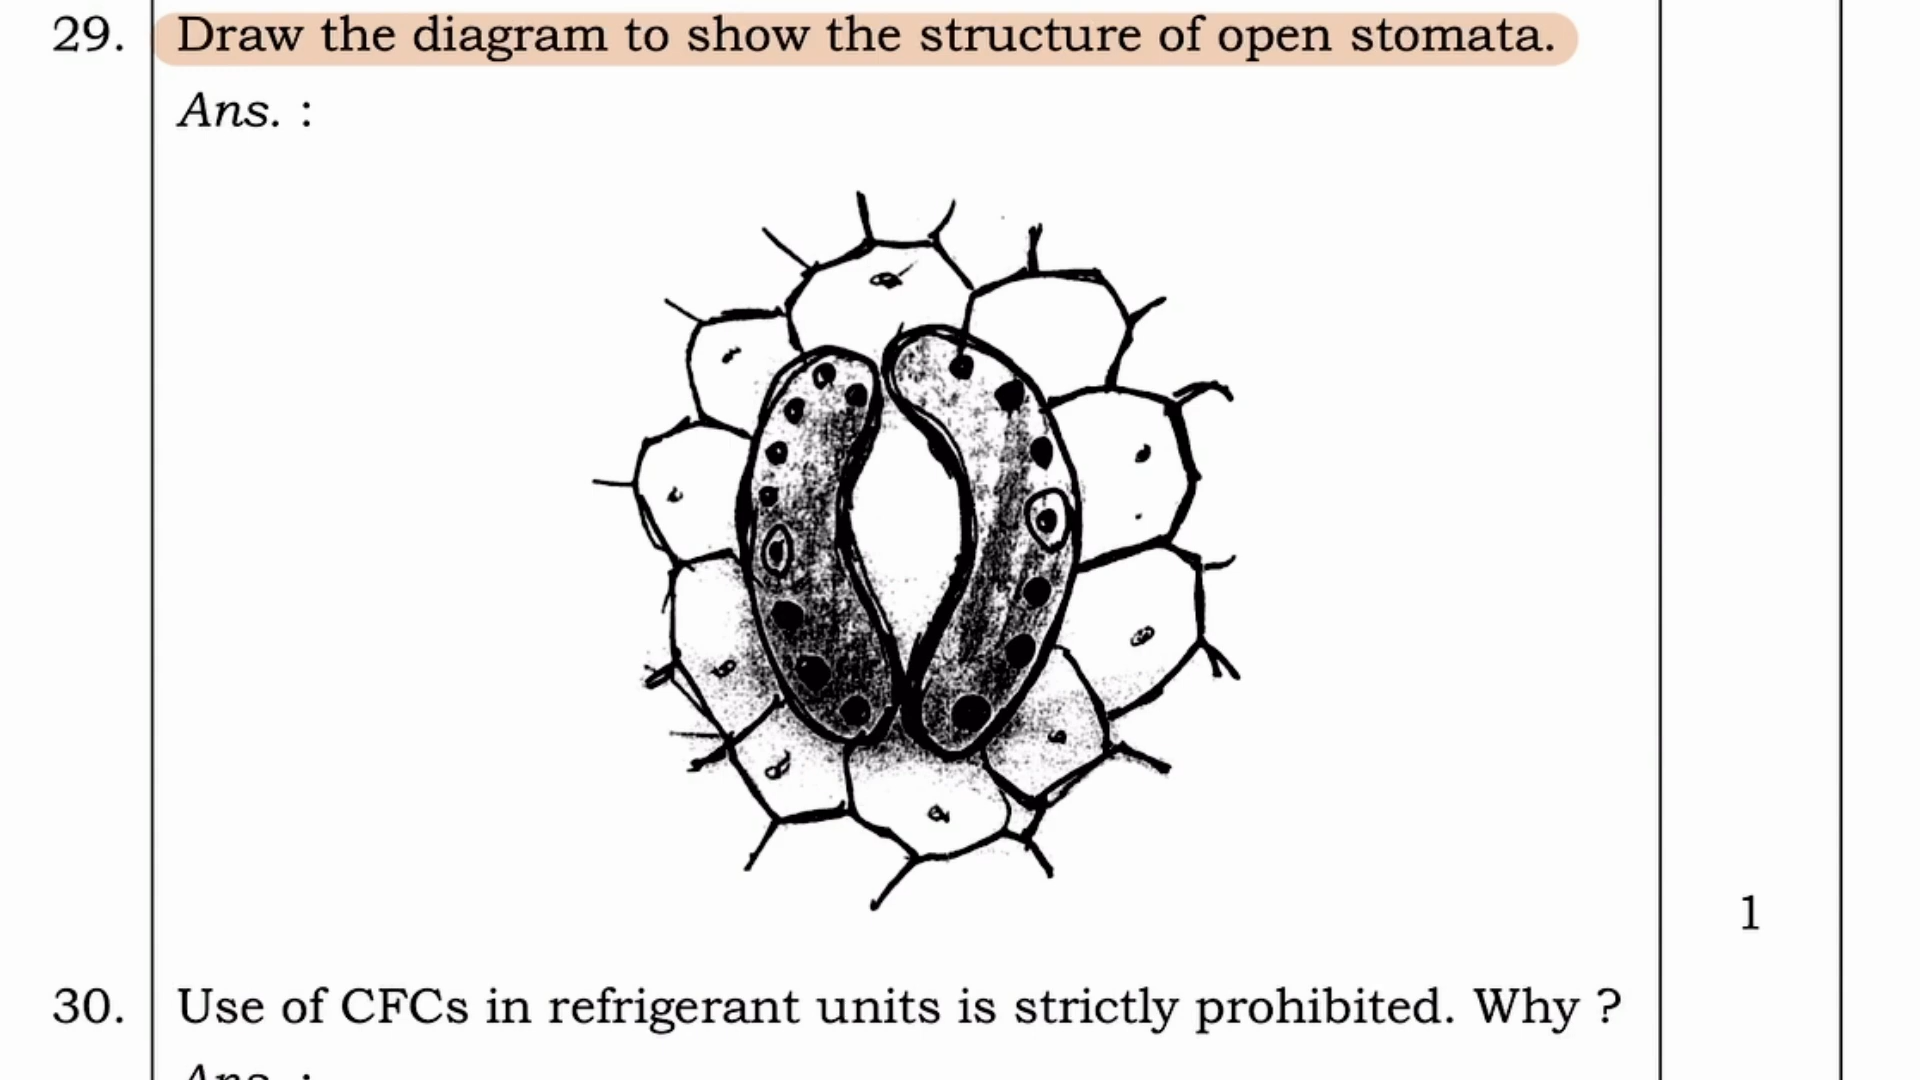 29. Draw the diagram to show the structure of open stomata.
Ans. :
1
30. Use of CFCs in refrigerant units is strictly prohibited. Why ?
Ans. :